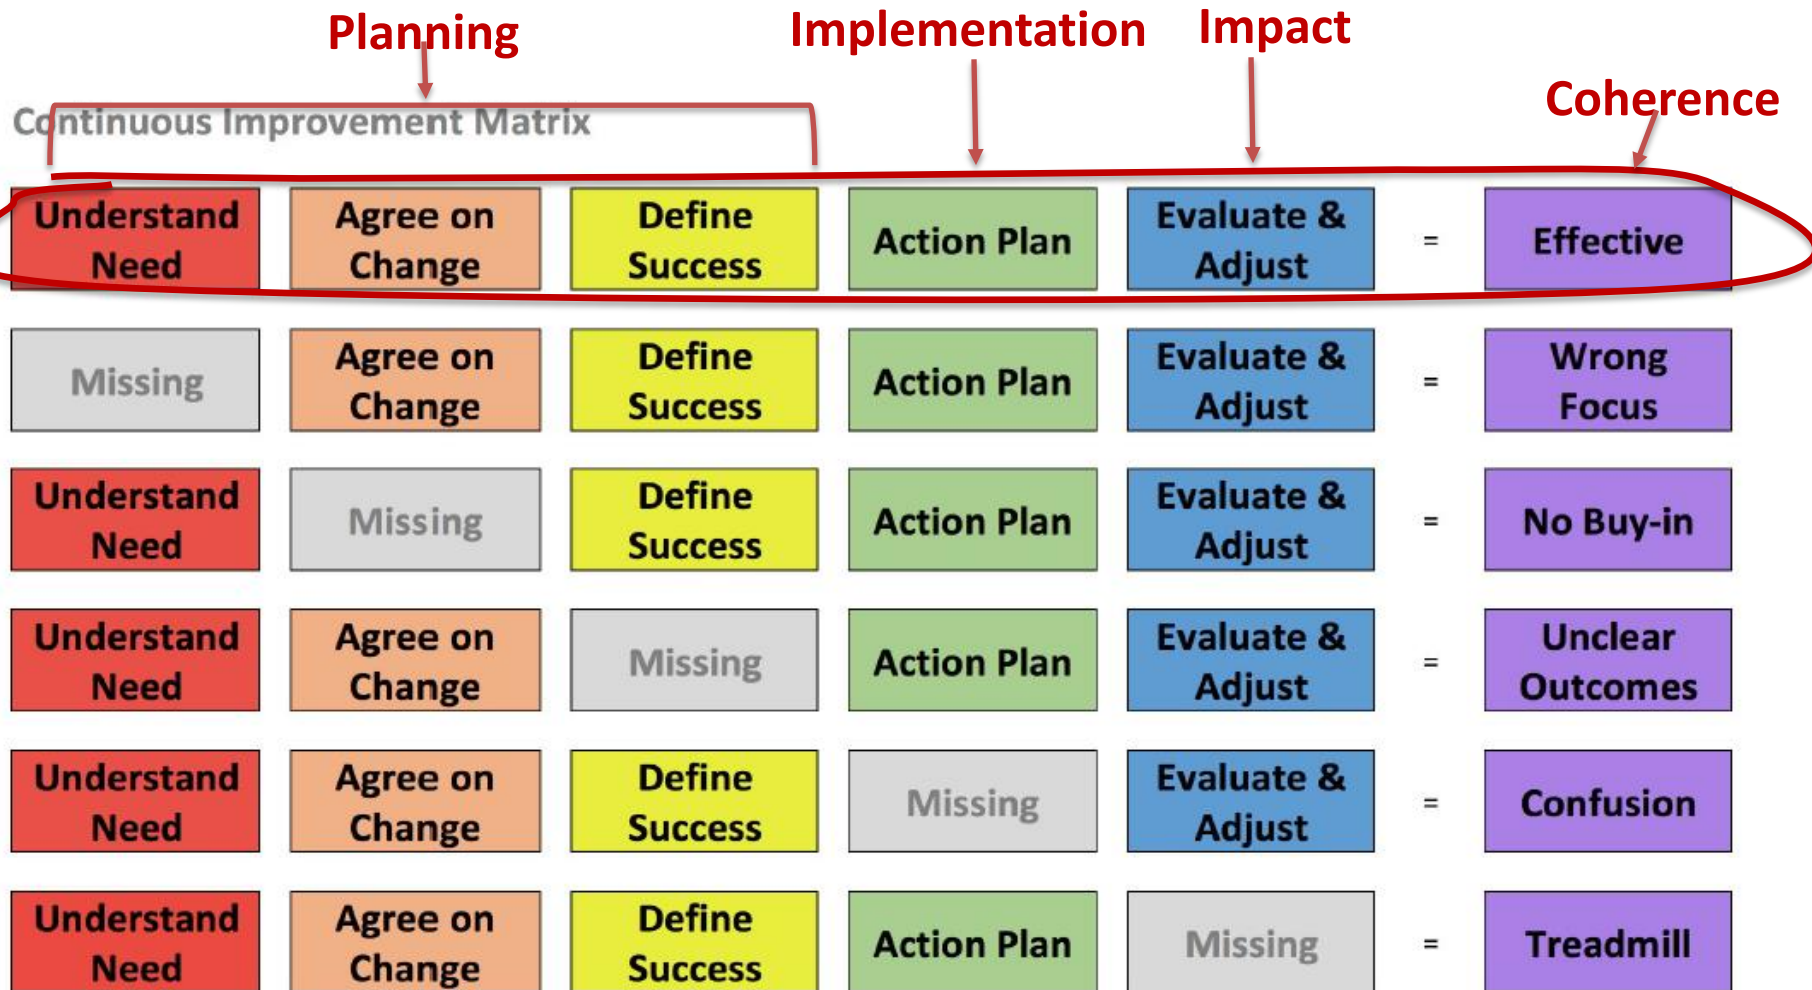 Planning
Implementation
Impact
Coherence
Continuous Improvement Matrix
Understand
Need
Agree on
Change
Define
Success
Action Plan
Evaluate &
Adjust
=
Effective
Missing
Agree on
Change
Define
Success
Action Plan
Evaluate &
Adjust
=
Wrong
Focus
Understand
Need
Missing
Define
Success
Action Plan
Evaluate &
Adjust
=
No Buy-in
Understand
Need
Agree on
Change
Missing
Action Plan
Evaluate &
Adjust
=
Unclear
Outcomes
Understand
Need
Agree on
Change
Define
Success
Missing
Evaluate &
Adjust
=
Confusion
Understand
Need
Agree on
Change
Define
Success
Action Plan
Missing
=
Treadmill